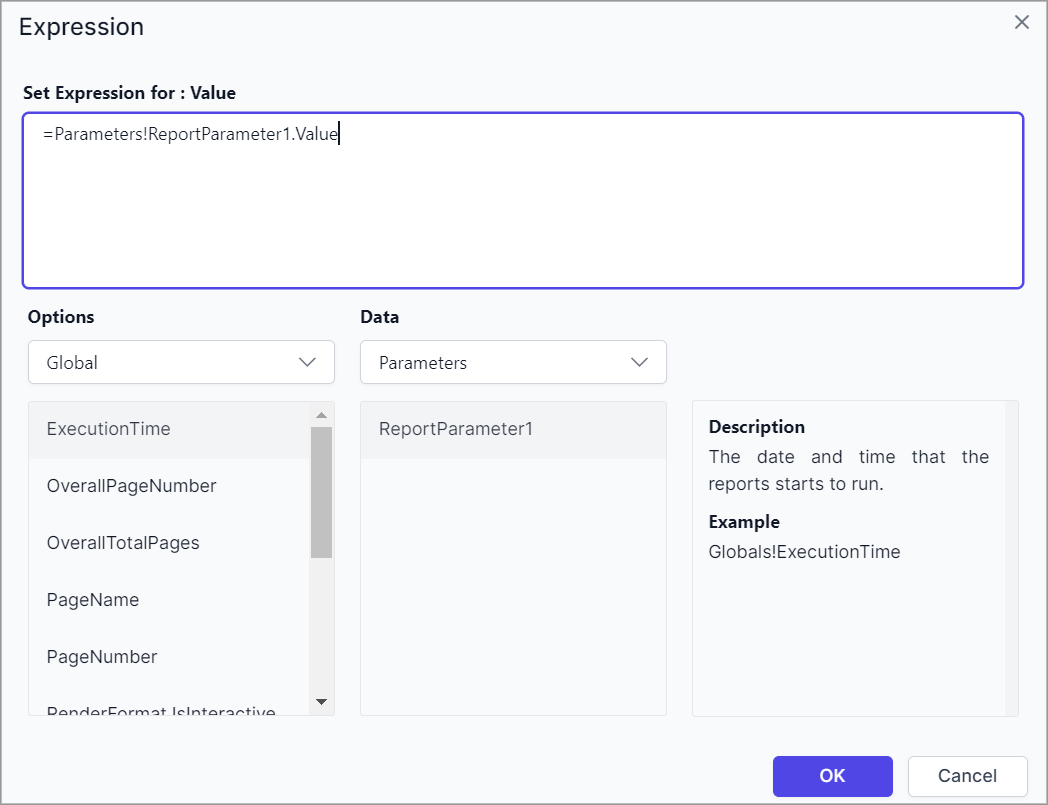 Expression
Set Expression for : Value
=Parameters!ReportParameter1.Value
Options
Data
Global
Parameters
ExecutionTime
OverallPageNumber
OverallTotalPages
PageName
PageNumber
RenderFormat.IsInteractive
ReportParameter1
Description
The date and time that the
reports starts to run.
Example
Globals!ExecutionTime
OK
Cancel